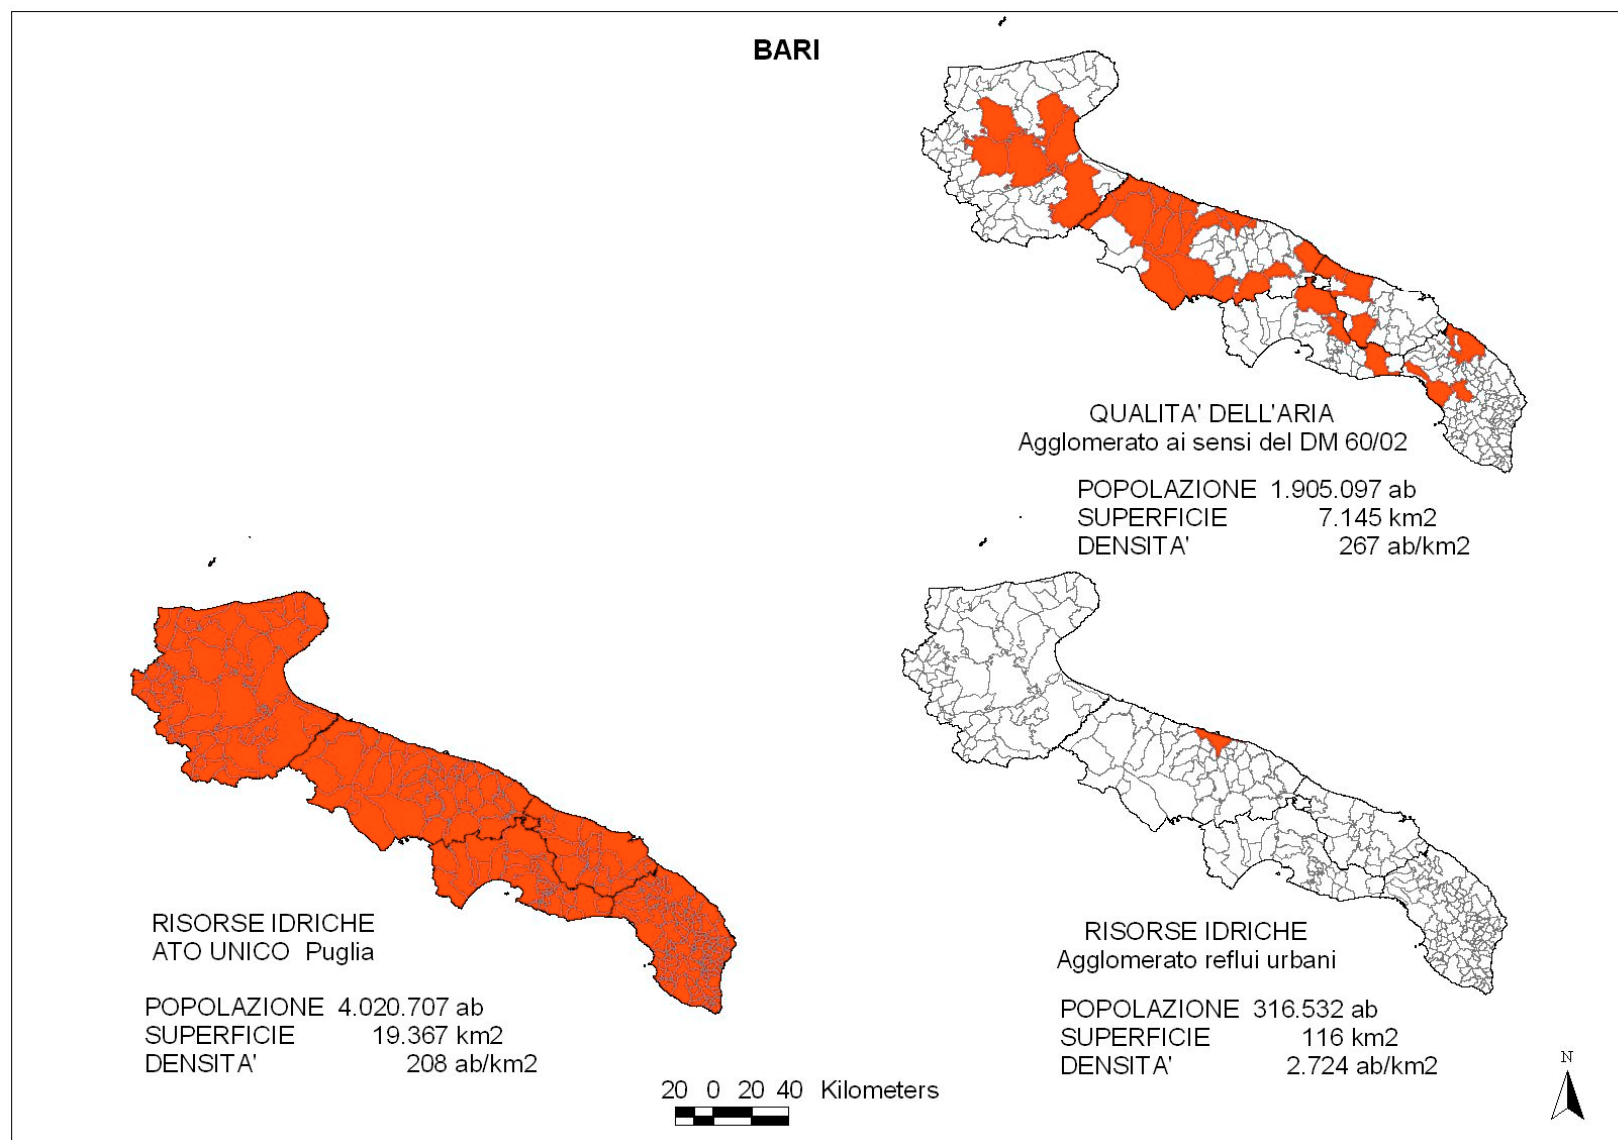 BARI
QUALITA' DELL'ARIA
Agglomerato ai sensi del DM 60/02
POPOLAZIONE 1.905.097 ab
SUPERFICIE 7.145 km2
DENSITA' 267 ab/km2
RISORSE IDRICHE
ATO UNICO Puglia
POPOLAZIONE 4.020.707 ab
SUPERFICIE 19.367 km2
DENSITA' 208 ab/km2
RISORSE IDRICHE
Agglomerato reflui urbani
POPOLAZIONE 316.532 ab
SUPERFICIE 116 km2
DENSITA' 2.724 ab/km2
20 0 20 40 Kilometers
N